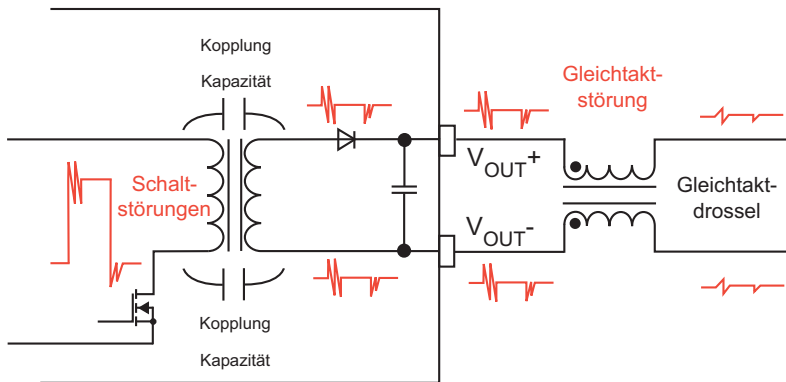 Kopplung
Kapazität
Gleichtakt-
störung
Schalt-
störungen
VOUT+
Gleichtakt-
drossel
VOUT-
Kopplung
Kapazität